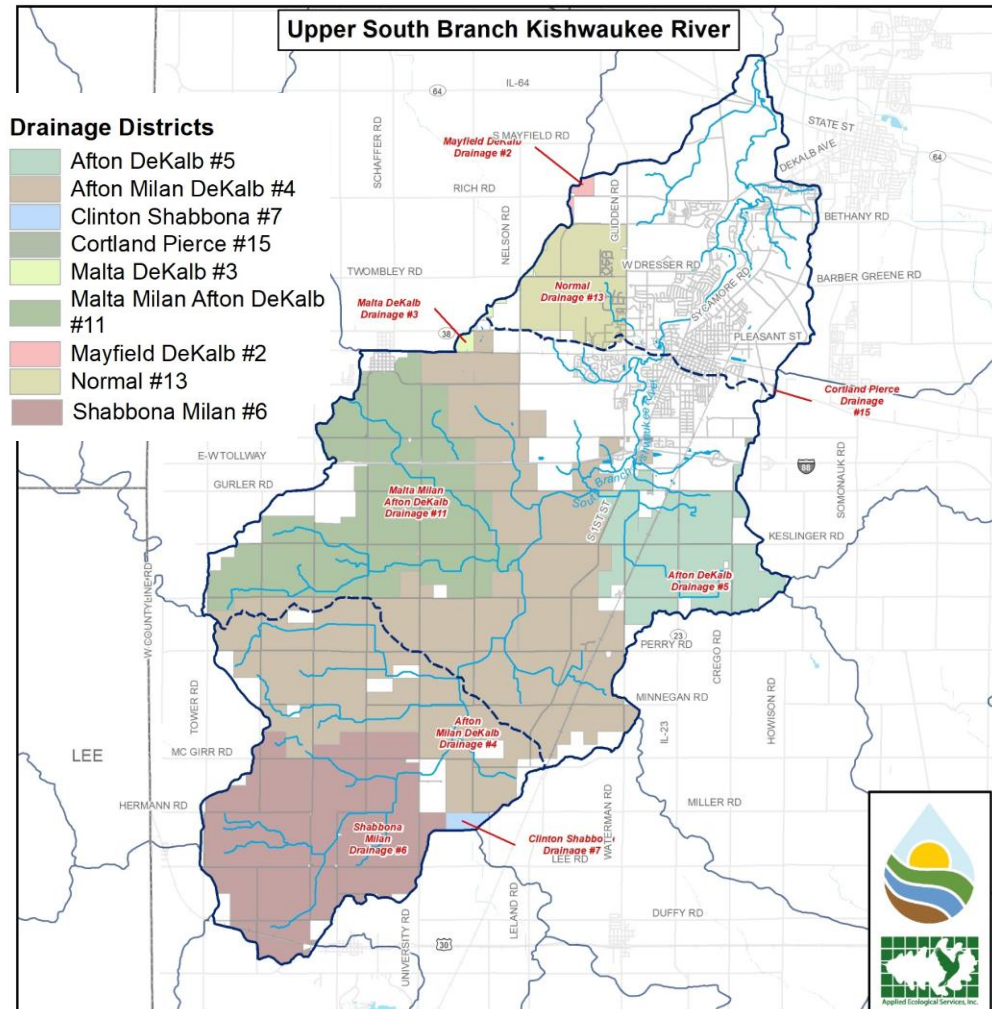 Upper South Branch Kishwaukee River
Drainage Districts
Afton DeKalb #5
Afton Milan DeKalb #4
Clinton Shabbona #7
Cortland Pierce #15
Malta DeKalb #3
Malta Milan Afton DeKalb
#11
Mayfield DeKalb #2
Normal #13
Shabbona Milan #6
IL-64
64
S MAYFIELD RD
Mayfield DeKalb
Drainage #2
STATE ST
DEKALB AVE
64
SCHAFFER RD
RICH RD
GLIDDEN RD
BETHANY RD
NELSON RD
TWOMBLEY RD
W DRESSER RD
BARBER GREENE RD
SYCAMORE RD
Normal
Drainage #13
Malta DeKalb
Drainage #3
38
PLEASANT ST
Cortland Pierce
Drainage
#15
South Branch Kishwaukee River
E-W TOLLWAY
88
SOMONAUK RD
GURLER RD
Malta Milan
Afton DeKalb
Drainage #11
S 1ST ST
KESLINGER RD
W COUNTYLINE RD
Afton DeKalb
Drainage #5
23
PERRY RD
CREGO RD
MINNEGAN RD
HOWISON RD
TOWER RD
IL-23
Afton
Milan DeKalb
Drainage #4
LEE
MC GIRR RD
HERMANN RD
MILLER RD
WATERMAN RD
Shabbona
Milan
Drainage #6
Clinton Shabbo
Drainage #7
LEE RD
LELAND RD
UNIVERSITY RD
DUFFY RD
30
Applied Ecological Services, Inc.